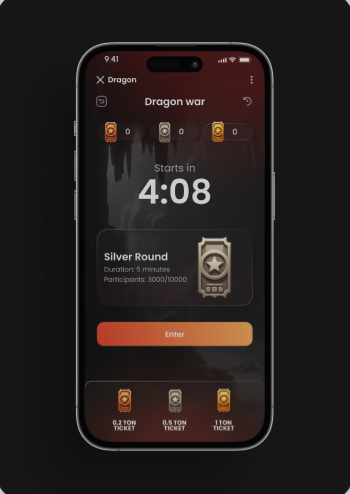 9:41
Dragon
Dragon war
0 0 0
Starts in
4:08
Silver Round
Duration: 5 minutes
Participants: 3000/10000
Enter
0.2 TON 0.5 TON 1 TON
TICKET TICKET TICKET